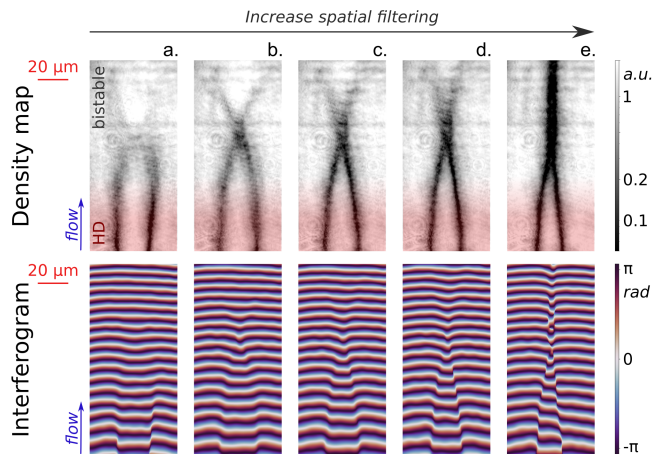 Increase spatial filtering
a.
b.
c.
d.
e.
20 μm
Density map
bistable
flow
HD
a.u.
1
0.2
0.1
20 μm
Interferogram
flow
π
rad
0
-π